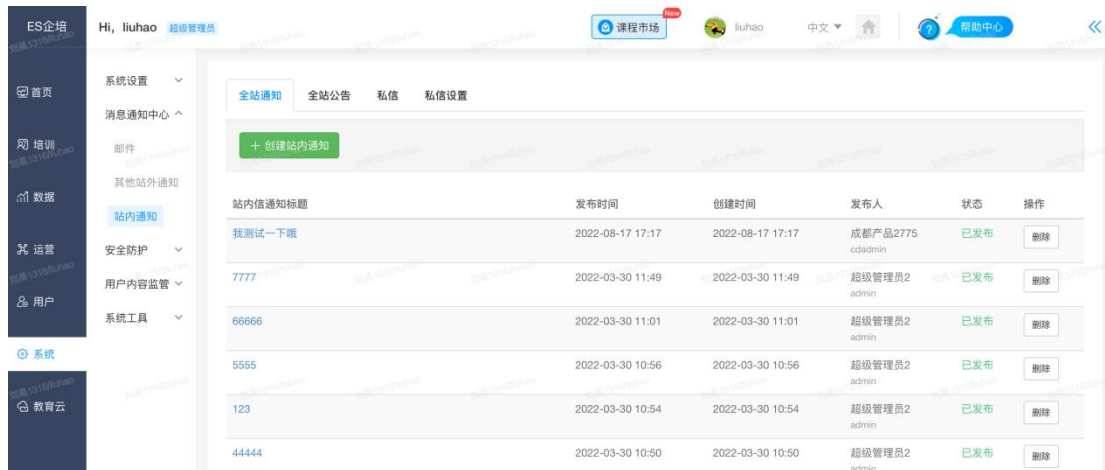 ES企培
Hi, liuhao 超级管理员
New
课程市场
liuhao
中文
?
帮助中心
首页
培训
数据
运营
用户
系统
教育云
系统设置
消息通知中心
邮件
其他站外通知
站内通知
安全防护
用户内容监管
系统工具
全站通知 全站公告 私信 私信设置
+ 创建站内通知
站内信通知标题 发布时间 创建时间 发布人 状态 操作
我测试一下哦 2022-08-17 17:17 2022-08-17 17:17 成都产品2775 已发布 删除
cdadmin
7777 2022-03-30 11:49 2022-03-30 11:49 超级管理员2 已发布 删除
admin
66666 2022-03-30 11:01 2022-03-30 11:01 超级管理员2 已发布 删除
admin
5555 2022-03-30 10:56 2022-03-30 10:56 超级管理员2 已发布 删除
admin
123 2022-03-30 10:54 2022-03-30 10:54 超级管理员2 已发布 删除
admin
44444 2022-03-30 10:50 2022-03-30 10:50 超级管理员2 已发布 删除
admin